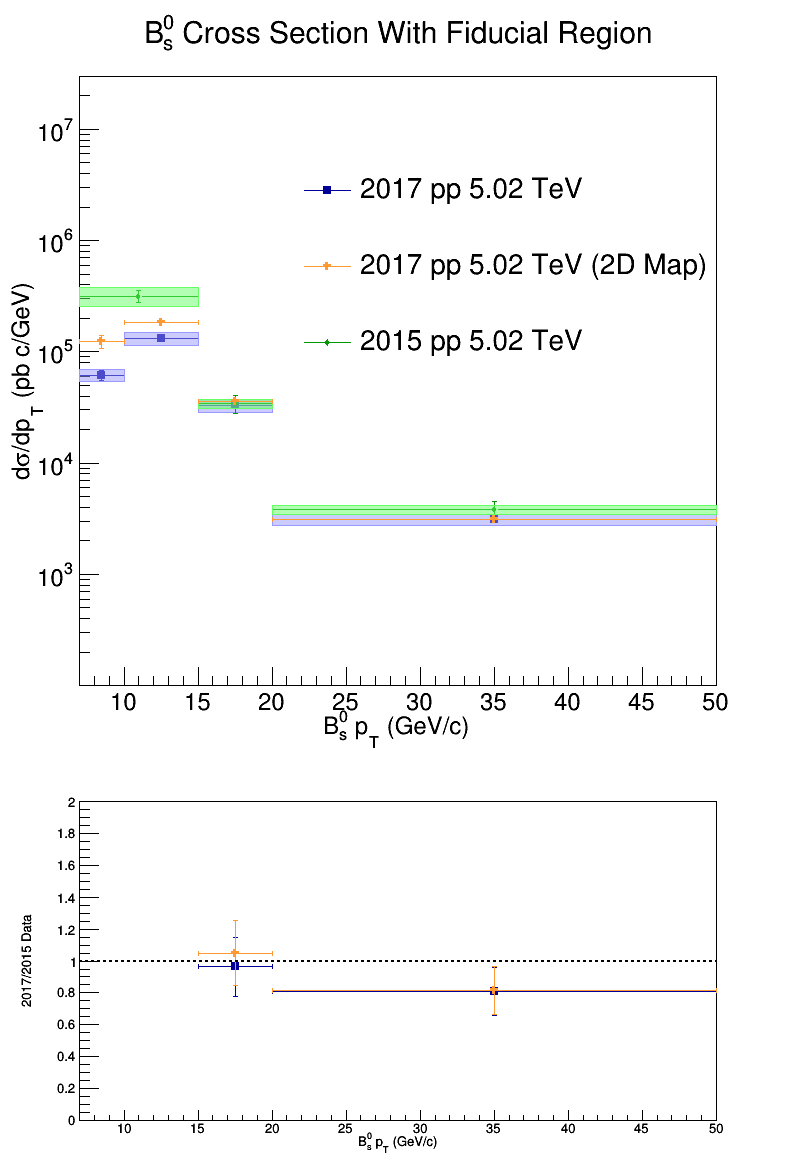 B⁰ₛ Cross Section With Fiducial Region
dσ/dp_T (pb c/GeV)
10⁷
10⁶
10⁵
10⁴
10³
2017 pp 5.02 TeV
2017 pp 5.02 TeV (2D Map)
2015 pp 5.02 TeV
10 15 20 25 30 35 40 45 50
B⁰ₛ p_T (GeV/c)
2017/2015 Data
2
1.8
1.6
1.4
1.2
1
0.8
0.6
0.4
0.2
0
10 15 20 25 30 35 40 45 50
B⁰ₛ p_T (GeV/c)